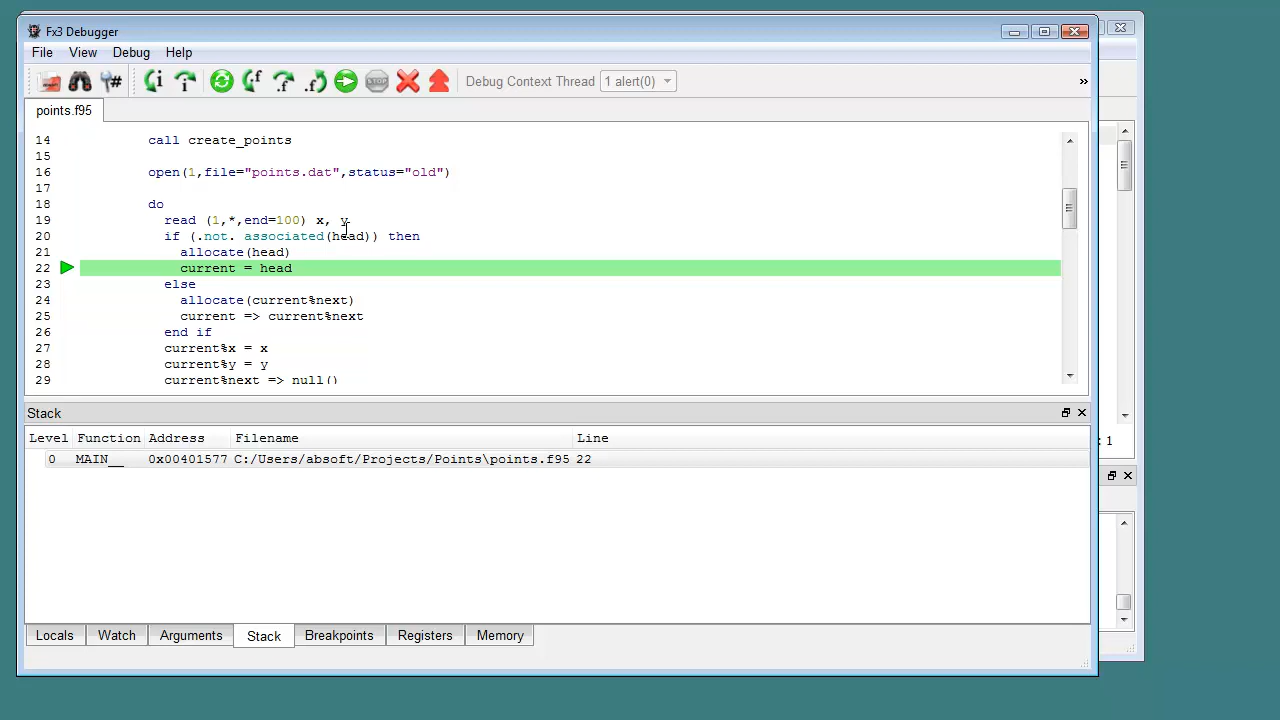 Fx3 Debugger
File View Debug Help
Debug Context Thread 1 alert(0) »
points.f95
14 call create_points
15
16 open(1,file="points.dat",status="old")
17
18 do
19 read (1,*,end=100) x, y
20 if (.not. associated(head)) then
21 allocate(head)
22 current = head
23 else
24 allocate(current%next)
25 current => current%next
26 end if
27 current%x = x
28 current%y = y
29 current%next => null()
: 1
Stack
Level Function Address Filename Line
0 MAIN__ 0x00401577 C:/Users/absoft/Projects/Points\points.f95 22
Locals Watch Arguments Stack Breakpoints Registers Memory